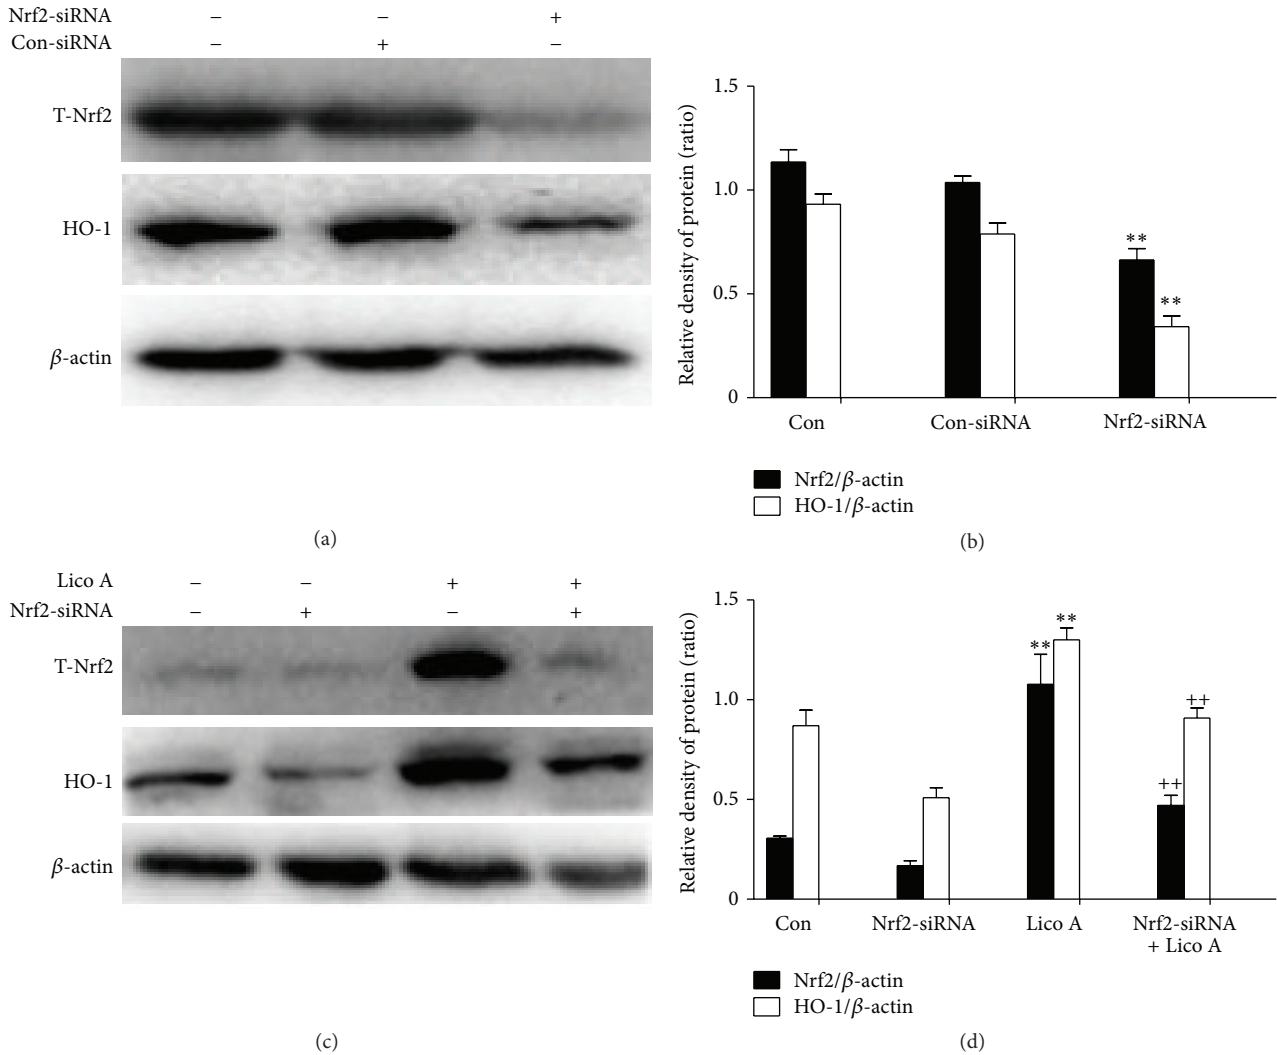 Nrf2-siRNA − − +
Con-siRNA − + −
T-Nrf2
HO-1
β-actin
(a)
Relative density of protein (ratio)
1.5
1.0
0.5
0
**
**
Con Con-siRNA Nrf2-siRNA
Nrf2/β-actin
HO-1/β-actin
(b)
Lico A − − + +
Nrf2-siRNA − + − +
T-Nrf2
HO-1
β-actin
(c)
Relative density of protein (ratio)
1.5
1.0
0.5
0
**
**
++
++
Con Nrf2-siRNA Lico A Nrf2-siRNA
+ Lico A
Nrf2/β-actin
HO-1/β-actin
(d)